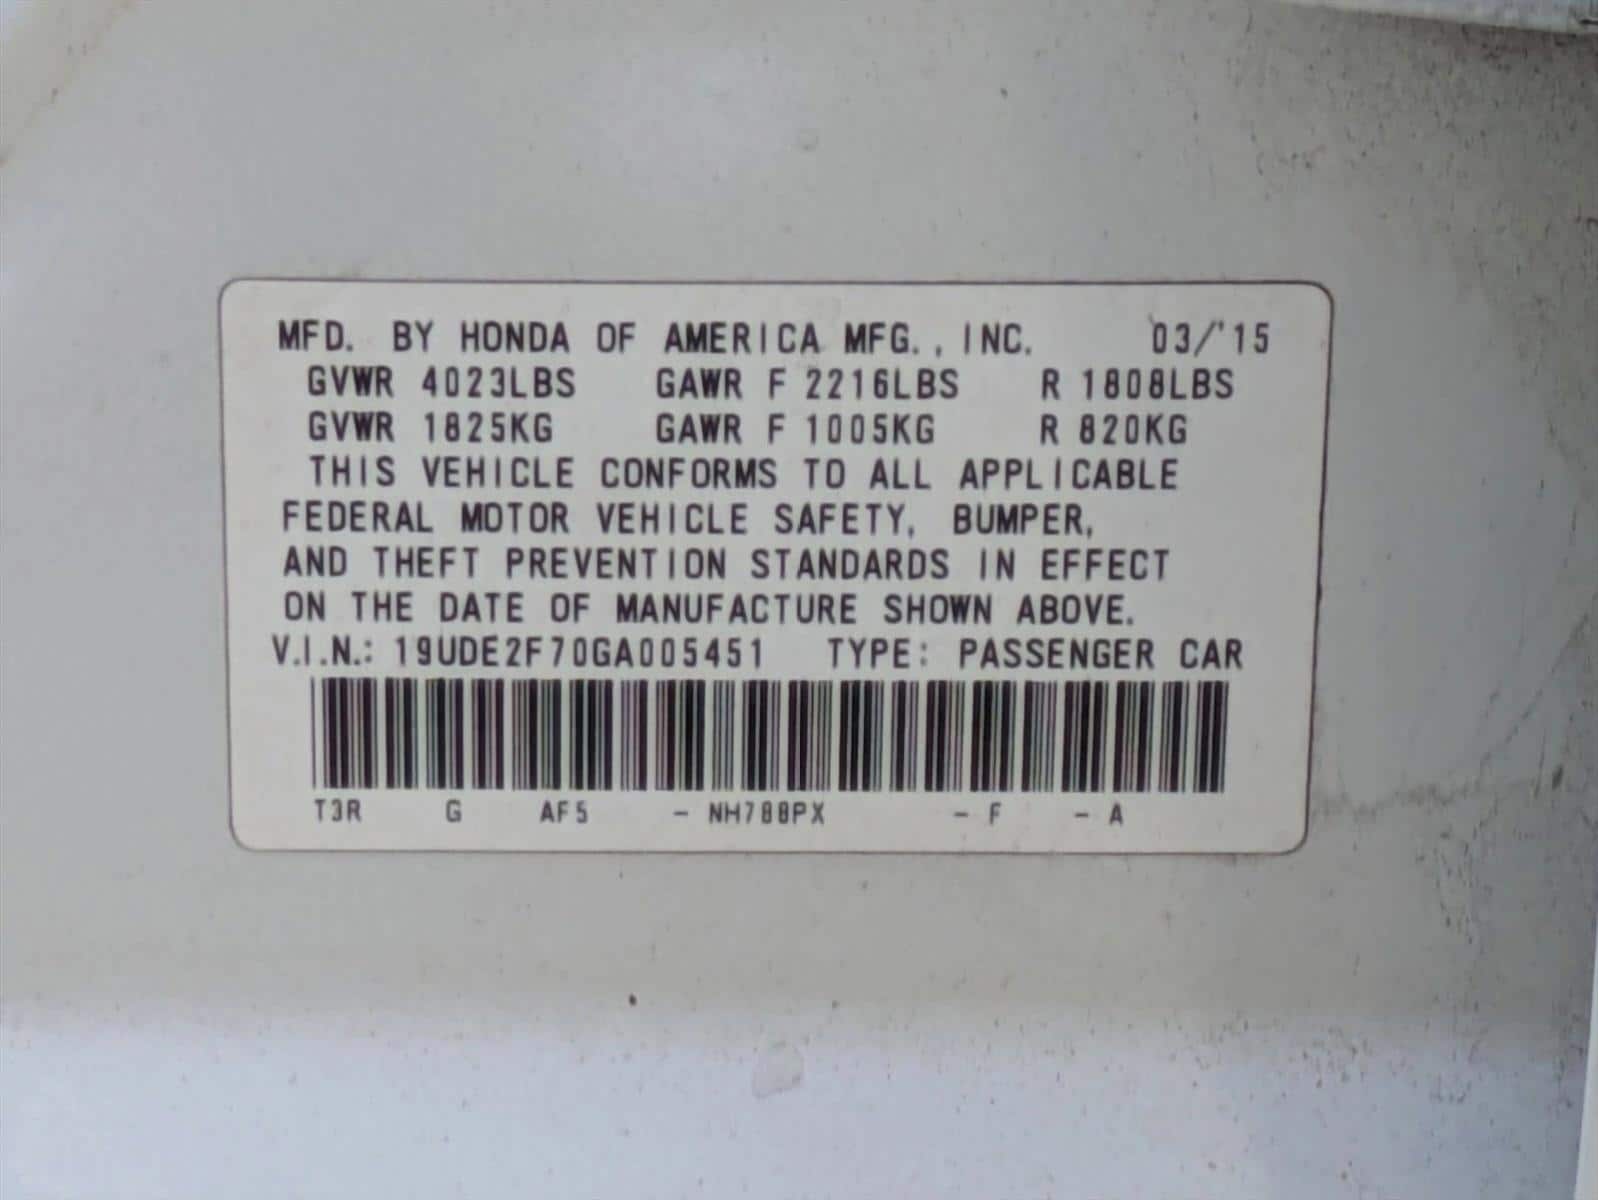 MFD. BY HONDA OF AMERICA MFG., INC. 03/'15
GVWR 4023LBS GAWR F 2216LBS R 1808LBS
GVWR 1825KG GAWR F 1005KG R 820KG
THIS VEHICLE CONFORMS TO ALL APPLICABLE
FEDERAL MOTOR VEHICLE SAFETY, BUMPER,
AND THEFT PREVENTION STANDARDS IN EFFECT
ON THE DATE OF MANUFACTURE SHOWN ABOVE.
V.I.N.: 19UDE2F70GA005451 TYPE: PASSENGER CAR
T3R G AF5 - NH788PX - F - A